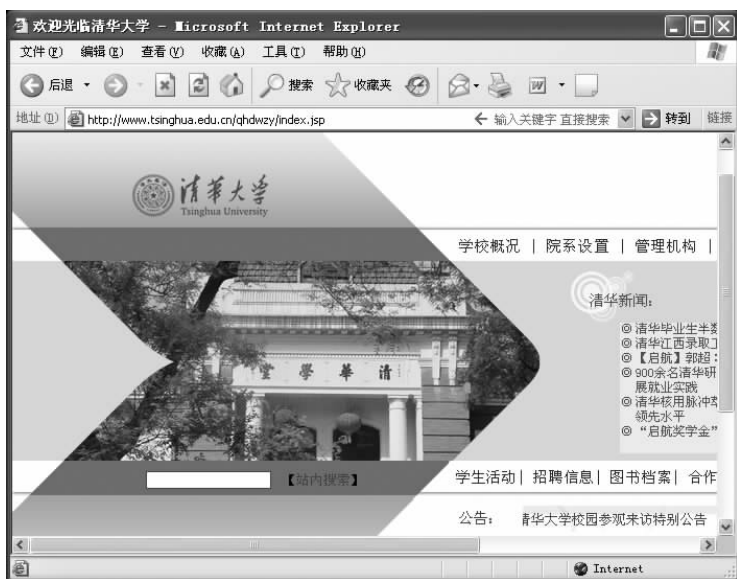 欢迎光临清华大学 - Microsoft Internet Explorer
文件(F) 编辑(E) 查看(V) 收藏(A) 工具(T) 帮助(H)
后退 搜索 收藏夹
地址(D) http://www.tsinghua.edu.cn/qhdwzy/index.jsp 输入关键字 直接搜索 转到 链接
清華大学
Tsinghua University
学校概况 | 院系设置 | 管理机构 |
清华新闻:
清华毕业生半数
清华江西录取工
【启航】郭超:
900余名清华研
展就业实践
清华核用脉冲萃
领先水平
“启航奖学金”
堂學華清
【站内搜索】
学生活动| 招聘信息| 图书档案| 合作
公告: 清华大学校园参观来访特别公告
Internet